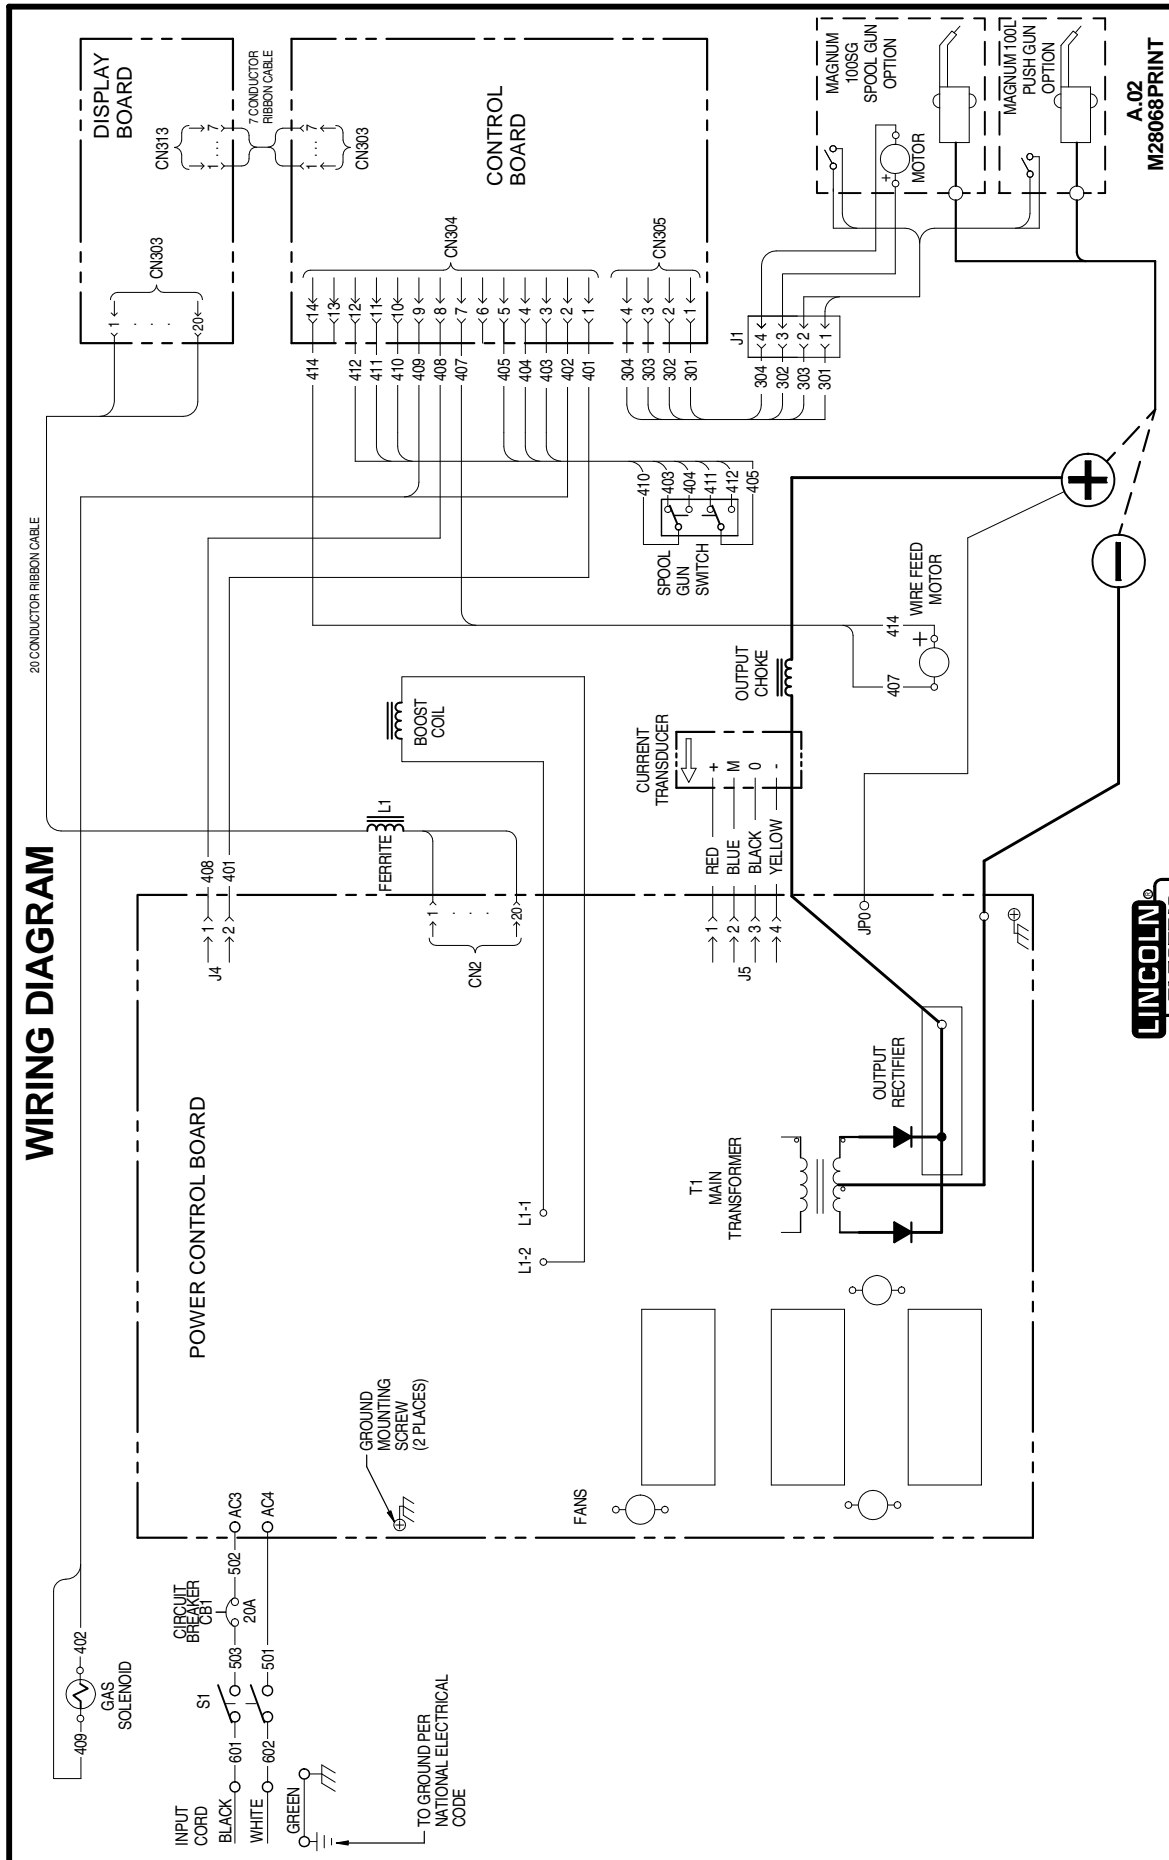 WIRING DIAGRAM
20 CONDUCTOR RIBBON CABLE
DISPLAY
BOARD
CN313
7
. . . .
1
7 CONDUCTOR
RIBBON CABLE
7
. . .
1
CN303
CN303
1
. . .
20
CONTROL
BOARD
CN304
14
13
12
11
10
9
8
7
6
5
4
3
2
1
CN305
4
3
2
1
414
412
411
410
409
408
407
405
404
403
402
401
304
303
302
301
J1
4
3
2
1
304
302
303
301
MAGNUM
100SG
SPOOL GUN
OPTION
+
MOTOR
MAGNUM 100L
PUSH GUN
OPTION
A.02
M28068PRINT
410
403
404
411
412
405
SPOOL
GUN
SWITCH
+
-
WIRE FEED
MOTOR
414
+
407
OUTPUT
CHOKE
BOOST
COIL
CURRENT
TRANSDUCER
+
M
0
-
RED
BLUE
BLACK
YELLOW
1
2
3
4
J5
L1
FERRITE
408
401
1
2
J4
1
. . .
20
CN2
JP0
POWER CONTROL BOARD
L1-1
L1-2
OUTPUT
RECTIFIER
T1
MAIN
TRANSFORMER
GROUND
MOUNTING
SCREW
(2 PLACES)
FANS
AC3
AC4
502
CIRCUIT
BREAKER
CB1
20A
503
501
S1
601
602
INPUT
CORD
BLACK
WHITE
GREEN
TO GROUND PER
NATIONAL ELECTRICAL
CODE
402
GAS
SOLENOID
409
LINCOLN®